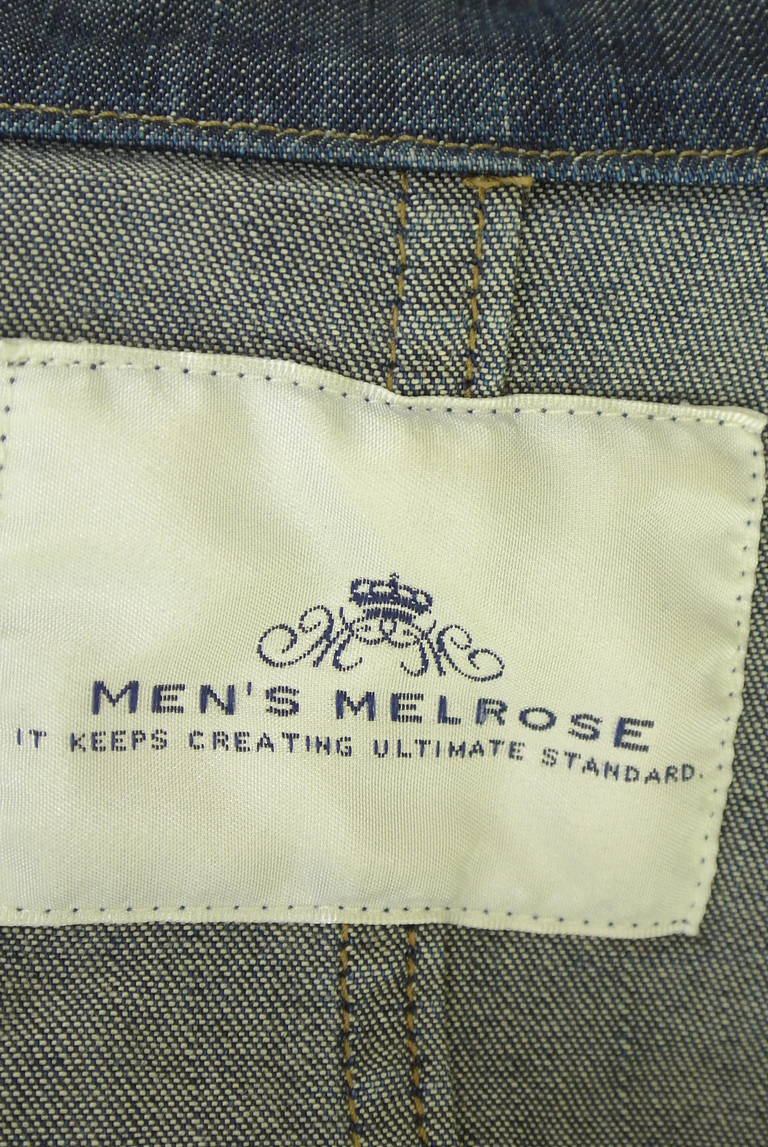 MEN'S MELROSE
IT KEEPS CREATING ULTIMATE STANDARD.